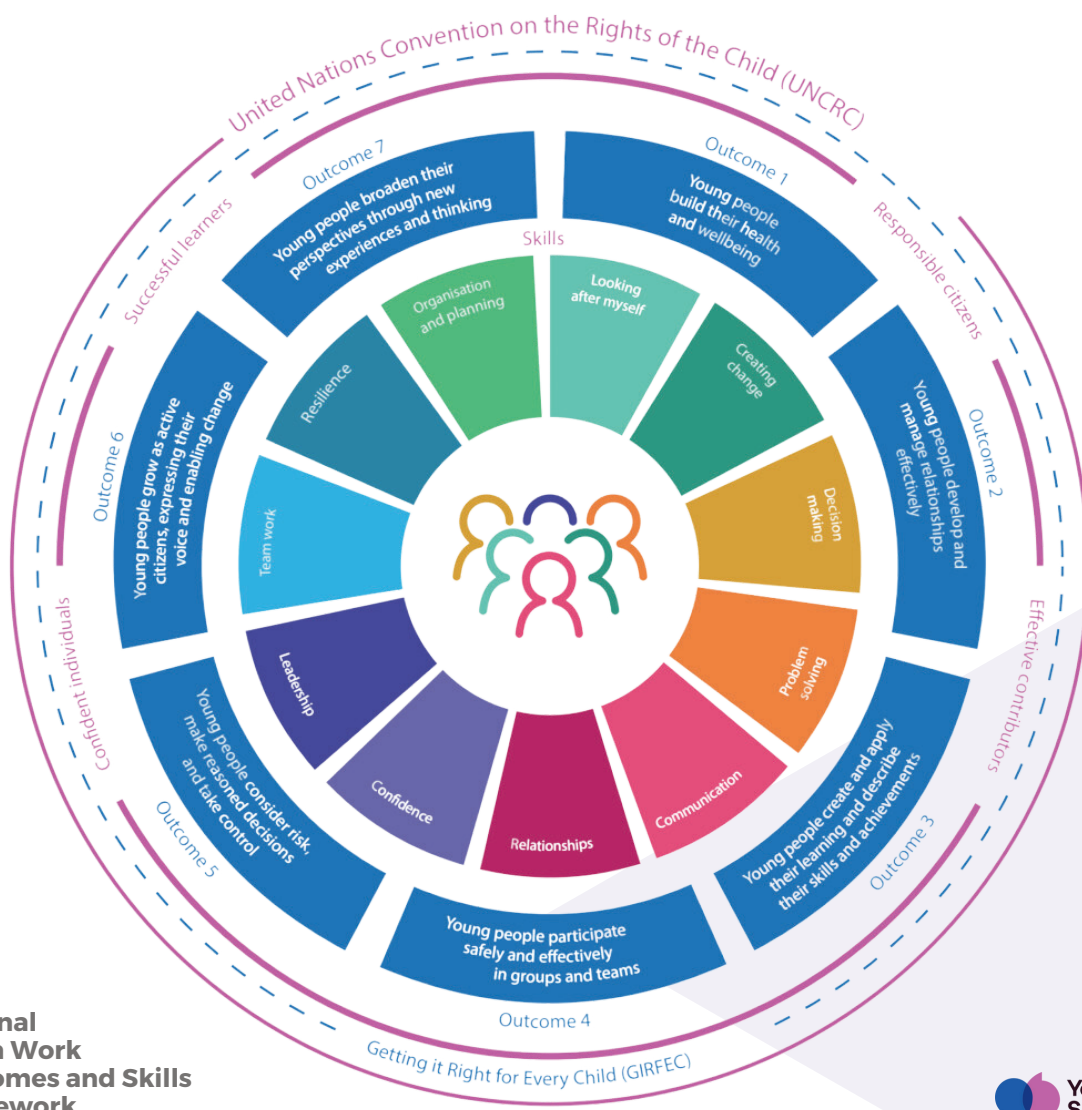 United Nations Convention on the Rights of the Child (UNCRC)
Successful learners
Responsible citizens
Effective contributors
Confident individuals
Getting it Right for Every Child (GIRFEC)
Outcome 1
Young people
build their health
and wellbeing
Outcome 2
Young people develop and
manage relationships
effectively
Outcome 3
Young people create and apply
their learning and describe
their skills and achievements
Outcome 4
Young people participate
safely and effectively
in groups and teams
Outcome 5
Young people consider risk,
make reasoned decisions
and take control
Outcome 6
Young people grow as active
citizens, expressing their
voice and enabling change
Outcome 7
Young people broaden their
perspectives through new
experiences and thinking
Skills
Looking
after myself
Creating
change
Decision
making
Problem
solving
Communication
Relationships
Confidence
Leadership
Team work
Resilience
Organisation
and planning
Work
and Skills